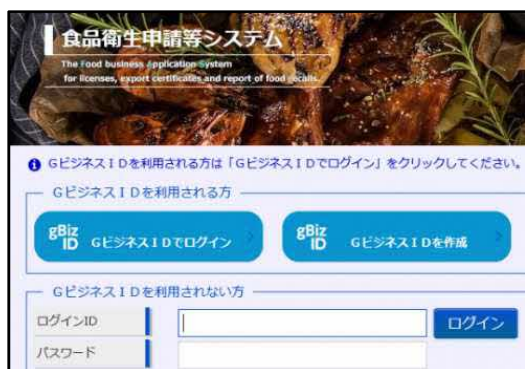 食品衛生申請等システム
The Food business Application System
for licenses, export certificates and report of food recalls.
GビジネスIDを利用される方は「GビジネスIDでログイン」をクリックしてください。
GビジネスIDを利用される方
gBiz ID GビジネスIDでログイン
gBiz ID GビジネスIDを作成
GビジネスIDを利用されない方
ログインID
ログイン
パスワード